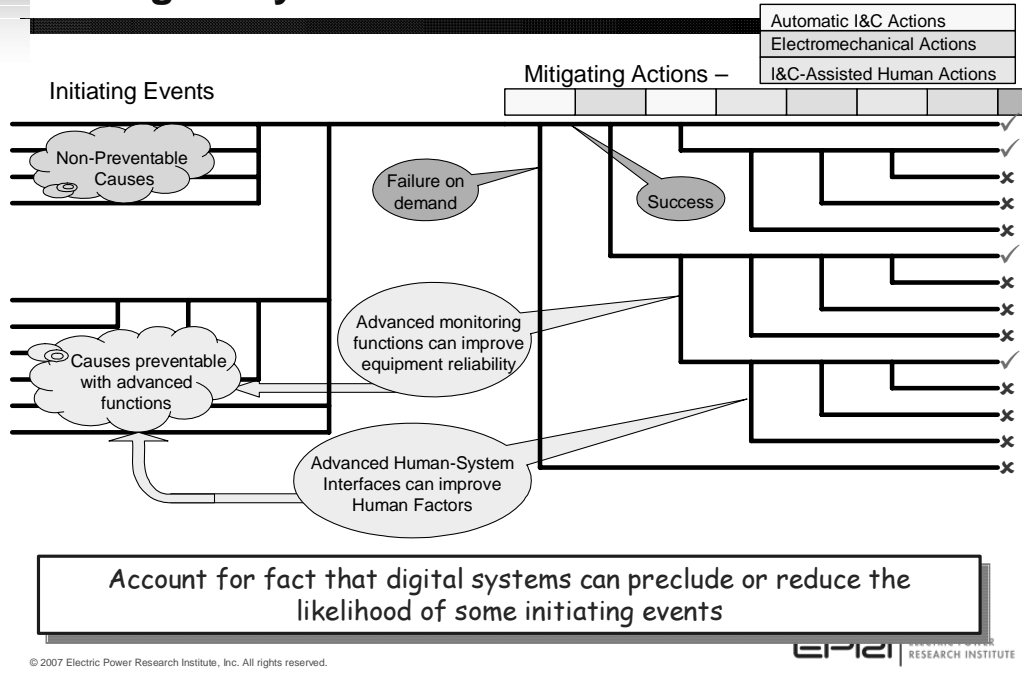 Automatic I&C Actions
Electromechanical Actions
I&C-Assisted Human Actions
Initiating Events
Mitigating Actions –
Non-Preventable
Causes
Failure on
demand
Success
Advanced monitoring
functions can improve
equipment reliability
Causes preventable
with advanced
functions
Advanced Human-System
Interfaces can improve
Human Factors
Account for fact that digital systems can preclude or reduce the
likelihood of some initiating events
© 2007 Electric Power Research Institute, Inc. All rights reserved.
EPRI
RESEARCH INSTITUTE